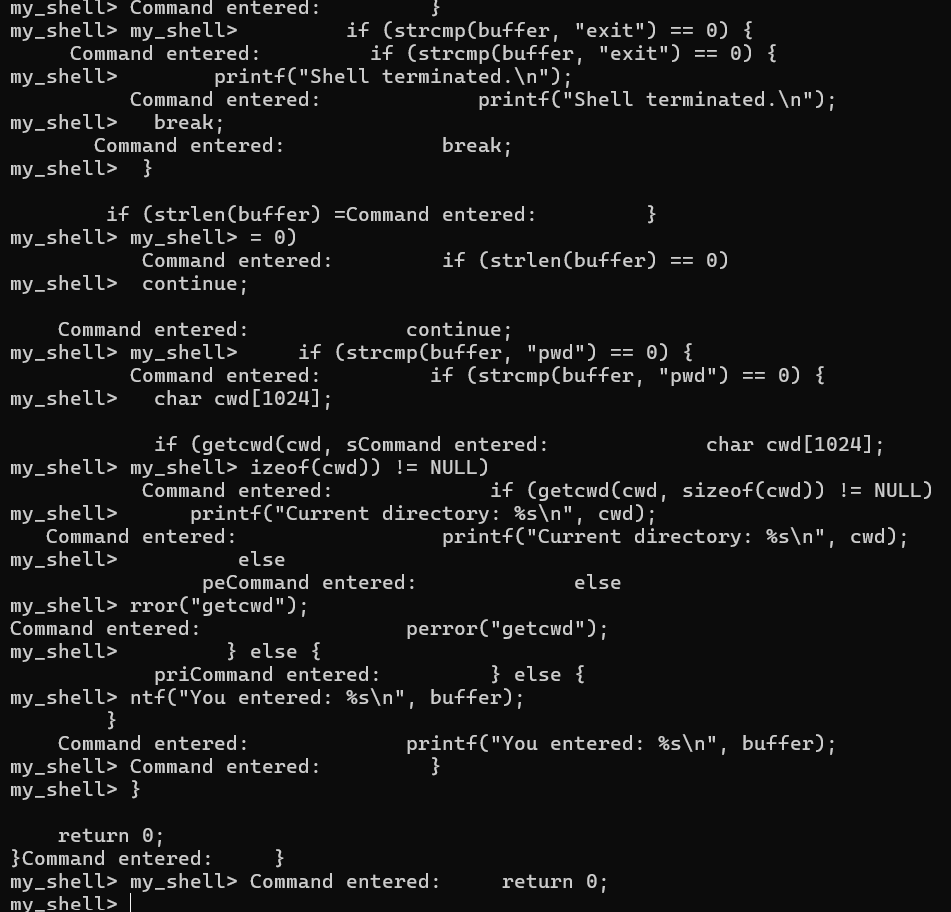 my_shell> Command entered:         }
my_shell> my_shell>         if (strcmp(buffer, "exit") == 0) {
     Command entered:         if (strcmp(buffer, "exit") == 0) {
my_shell>        printf("Shell terminated.\n");
          Command entered:             printf("Shell terminated.\n");
my_shell>   break;
       Command entered:             break;
my_shell>  }

        if (strlen(buffer) =Command entered:         }
my_shell> my_shell> = 0)
           Command entered:         if (strlen(buffer) == 0)
my_shell>  continue;

    Command entered:             continue;
my_shell> my_shell>     if (strcmp(buffer, "pwd") == 0) {
          Command entered:         if (strcmp(buffer, "pwd") == 0) {
my_shell>   char cwd[1024];

            if (getcwd(cwd, sCommand entered:             char cwd[1024];
my_shell> my_shell> izeof(cwd)) != NULL)
           Command entered:             if (getcwd(cwd, sizeof(cwd)) != NULL)
my_shell>      printf("Current directory: %s\n", cwd);
   Command entered:                 printf("Current directory: %s\n", cwd);
my_shell>          else
                peCommand entered:             else
my_shell> rror("getcwd");
Command entered:                 perror("getcwd");
my_shell>         } else {
            priCommand entered:         } else {
my_shell> ntf("You entered: %s\n", buffer);
        }
    Command entered:             printf("You entered: %s\n", buffer);
my_shell> Command entered:         }
my_shell> }

    return 0;
}Command entered:     }
my_shell> my_shell> Command entered:     return 0;
my_shell>